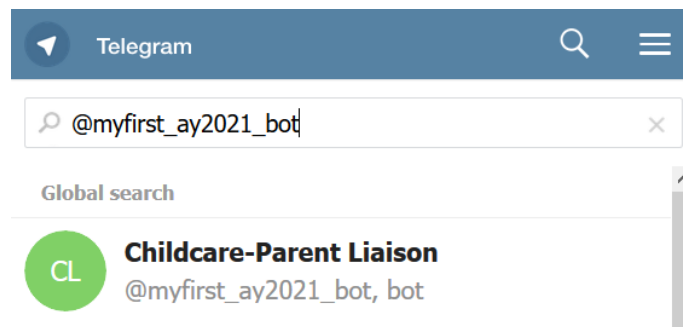 Telegram
@myfirst_ay2021_bot
Global search
CL
Childcare-Parent Liaison
@myfirst_ay2021_bot, bot